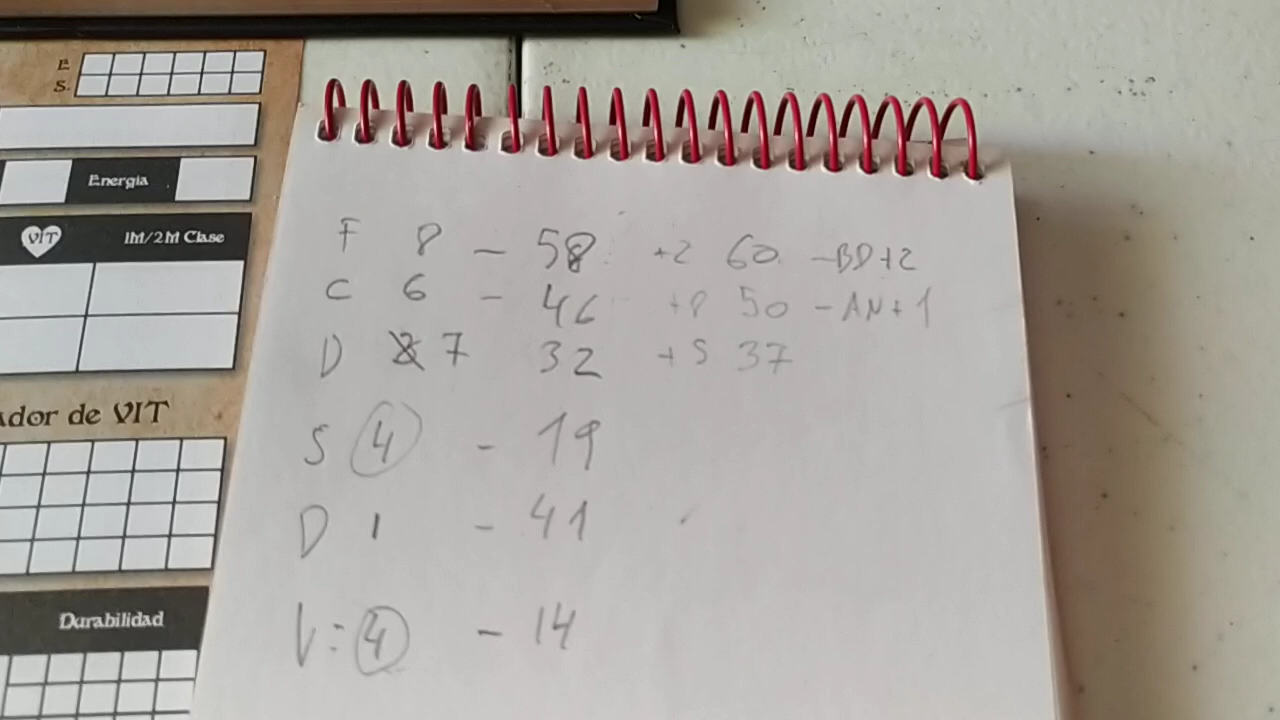 E
S.
Energia
VIT 1M/2M Clase
ador de VIT
Durabilidad
F 8 - 58 +2 60 -BD+2
C 6 - 46 +8 50 -AN+1
D 7 32 +5 37
S 4 - 19
D 1 - 41
V: 4 - 14